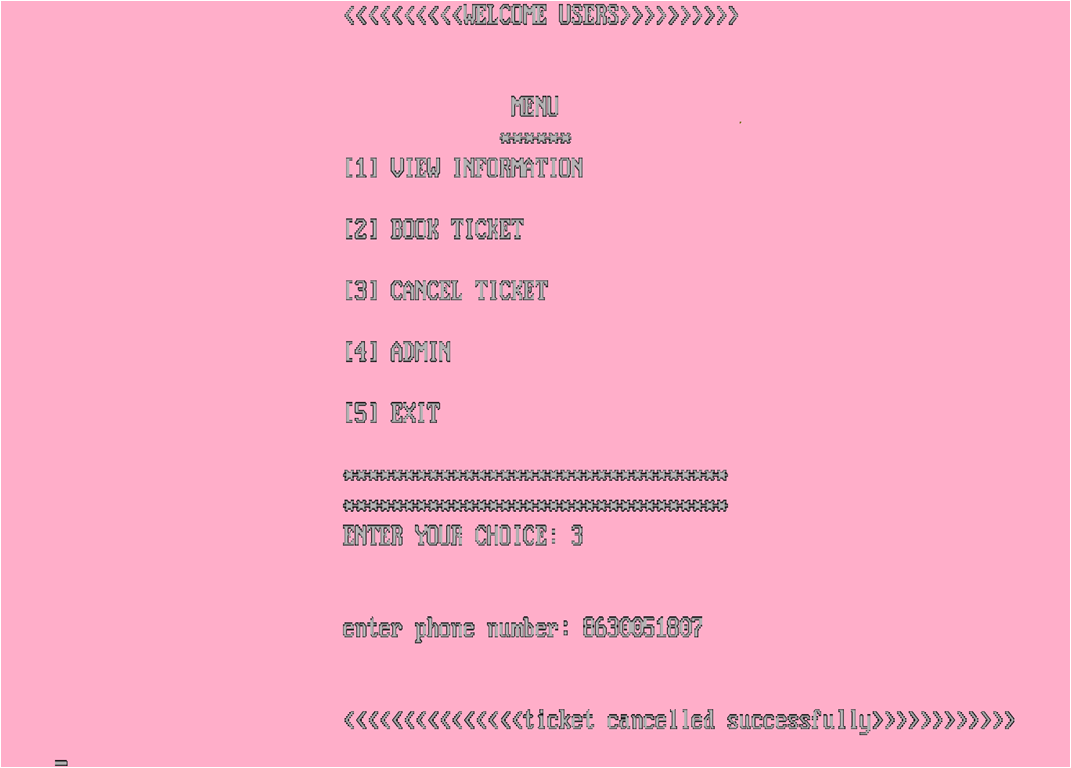 <<<<<<<<<<WELCOME USERS>>>>>>>>>>
MENU
******
[1] VIEW INFORMATION
[2] BOOK TICKET
[3] CANCEL TICKET
[4] ADMIN
[5] EXIT
********************************
********************************
ENTER YOUR CHOICE: 3
enter phone number: 8630051807
<<<<<<<<<<<<<<<ticket cancelled successfully>>>>>>>>>>>>